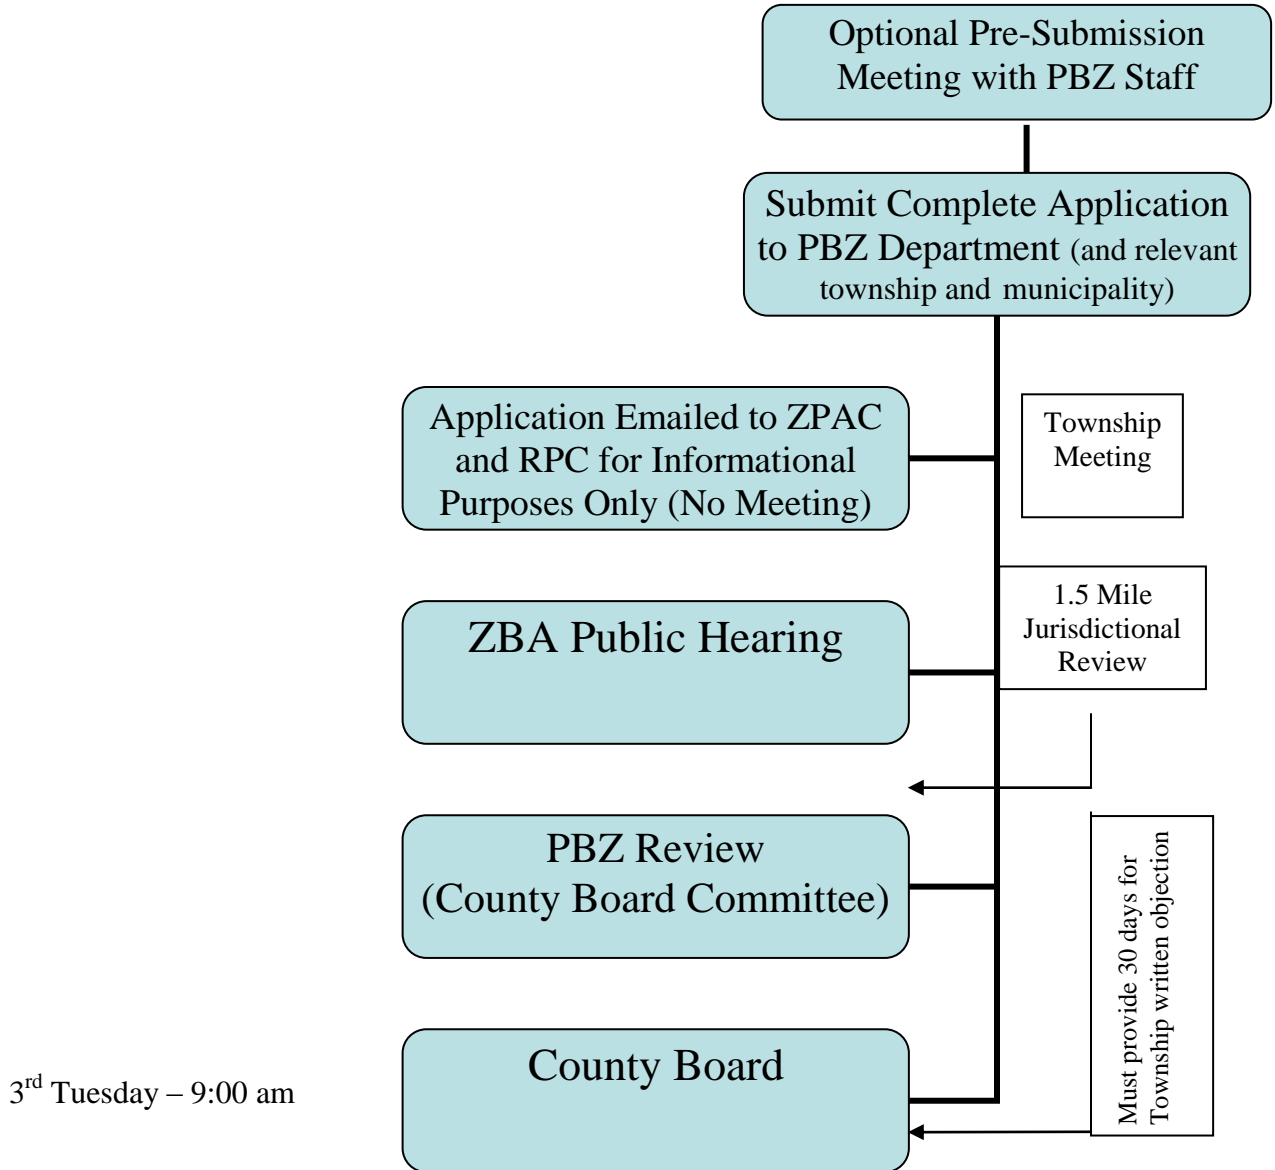 Optional Pre-Submission
Meeting with PBZ Staff
Submit Complete Application
to PBZ Department (and relevant
township and municipality)
Application Emailed to ZPAC
and RPC for Informational
Purposes Only (No Meeting)
Township
Meeting
1.5 Mile
Jurisdictional
Review
ZBA Public Hearing
PBZ Review
(County Board Committee)
Must provide 30 days for
Township written objection
County Board
3rd Tuesday – 9:00 am